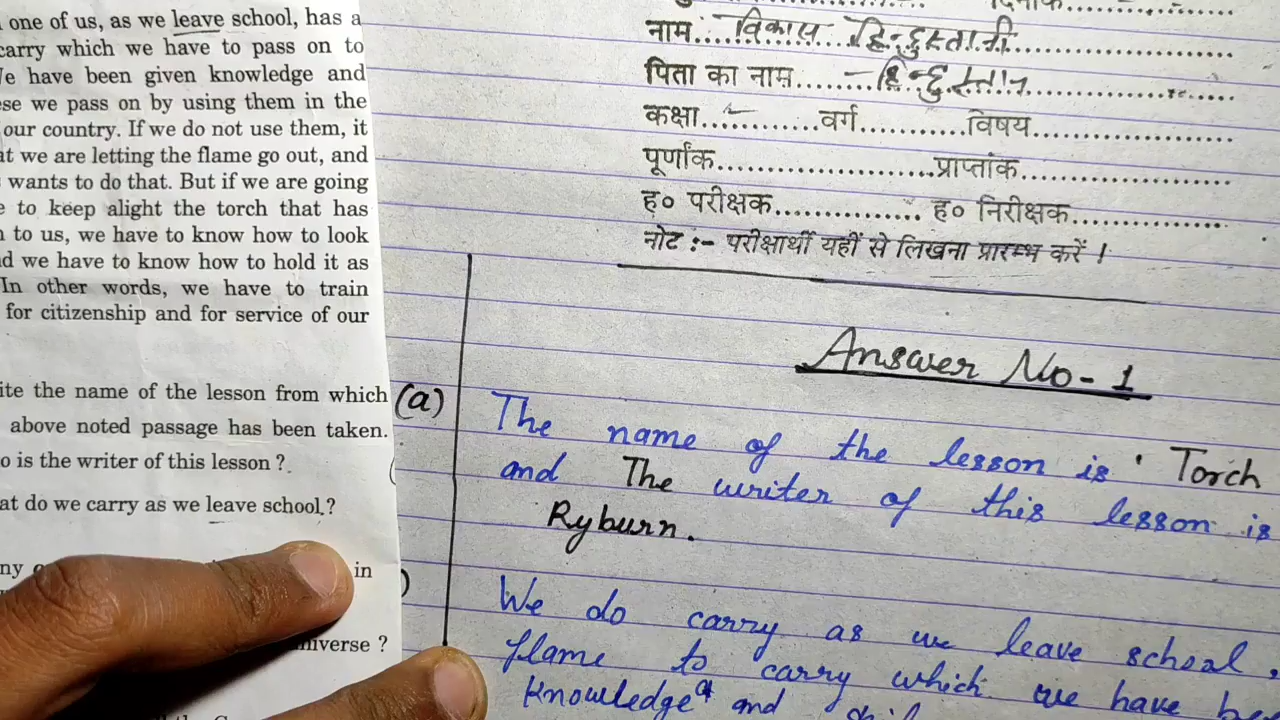 one of us, as we leave school, has a
carry which we have to pass on to
We have been given knowledge and
se we pass on by using them in the
our country. If we do not use them, it
at we are letting the flame go out, and
wants to do that. But if we are going
e to keep alight the torch that has
n to us, we have to know how to look
d we have to know how to hold it as
In other words, we have to train
for citizenship and for service of our
ite the name of the lesson from which
above noted passage has been taken.
o is the writer of this lesson ?
at do we carry as we leave school ?
ny
in
niverse ?
नाम.... विकास हिन्दुस्तानी
पिता का नाम....... हिन्दुस्तान
कक्षा............वर्ग...........विषय......................
पूर्णांक........................प्राप्तांक........................
ह० परीक्षक................ ह० निरीक्षक.................
नोट :- परीक्षार्थी यहीं से लिखना प्रारम्भ करें ।
Answer No - 1
(a) The name of the lesson is ' Torch
and The writer of this lesson is
Ryburn.
) We do carry as we leave school.
flame to carry which we have be
knowledge and